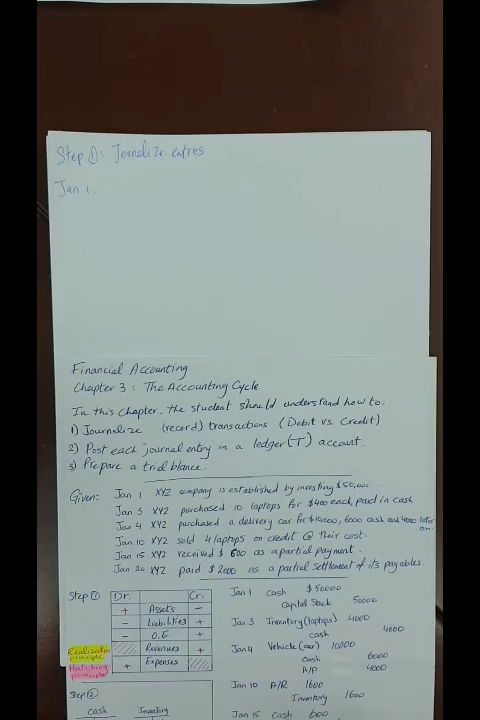 Step ①: Jornalize entries
Jan 1.
Financial Accounting
Chapter 3: The Accounting Cycle
In this chapter, the student should understand how to:
1) Journalize (record) transactions (Debit vs. Credit)
2) Post each journal entry in a ledger (T) account.
3) Prepare a trial blance.
Given: Jan 1 XYZ company is established by investing $50,000
Jan 3 XYZ purchased 10 laptops for $400 each, paid in cash
Jan 4 XYZ purchased a delivery car for $10,000, 6000 cash and 4000 later on.
Jan 10 XYZ sold 4 laptops on credit @ their cost.
Jan 15 XYZ received $600 as a partial payment.
Jan 20 XYZ paid $2000 as a partial settlement of its payables.
Step ①
Dr. Cr.
+ Assets -
- Liabilities +
- O.E. +
Revenues +
+ Expenses
Realization principle
Matching principle
Jan 1 Cash $50000
Capital Stock 50000
Jan 3 Inventory (laptops) 4000
cash 4000
Jan 4 Vehicle (car) 10000
Cash 6000
A/P 4000
Jan 10 A/R 1600
Inventory 1600
Jan 15 Cash 600
Step ②
cash Inventory